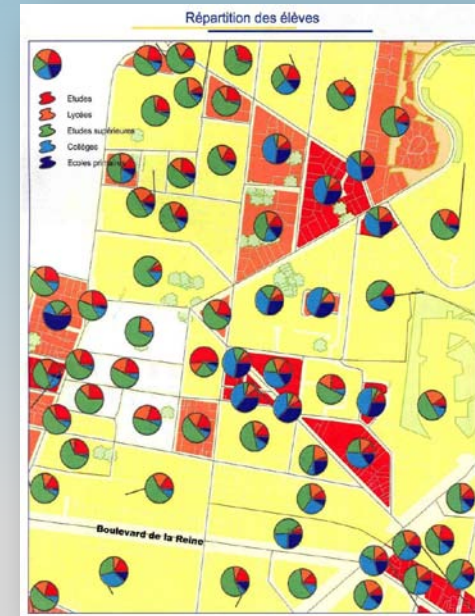 Répartition des élèves
Etudes
Lycées
Etudes supérieures
Collèges
Ecoles primaires
Boulevard de la Reine